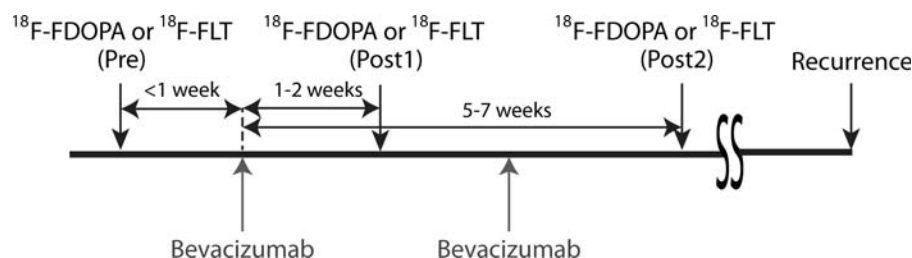 ¹⁸F-FDOPA or ¹⁸F-FLT ¹⁸F-FDOPA or ¹⁸F-FLT ¹⁸F-FDOPA or ¹⁸F-FLT
(Pre) (Post1) (Post2) Recurrence
<1 week 1-2 weeks
5-7 weeks
Bevacizumab Bevacizumab